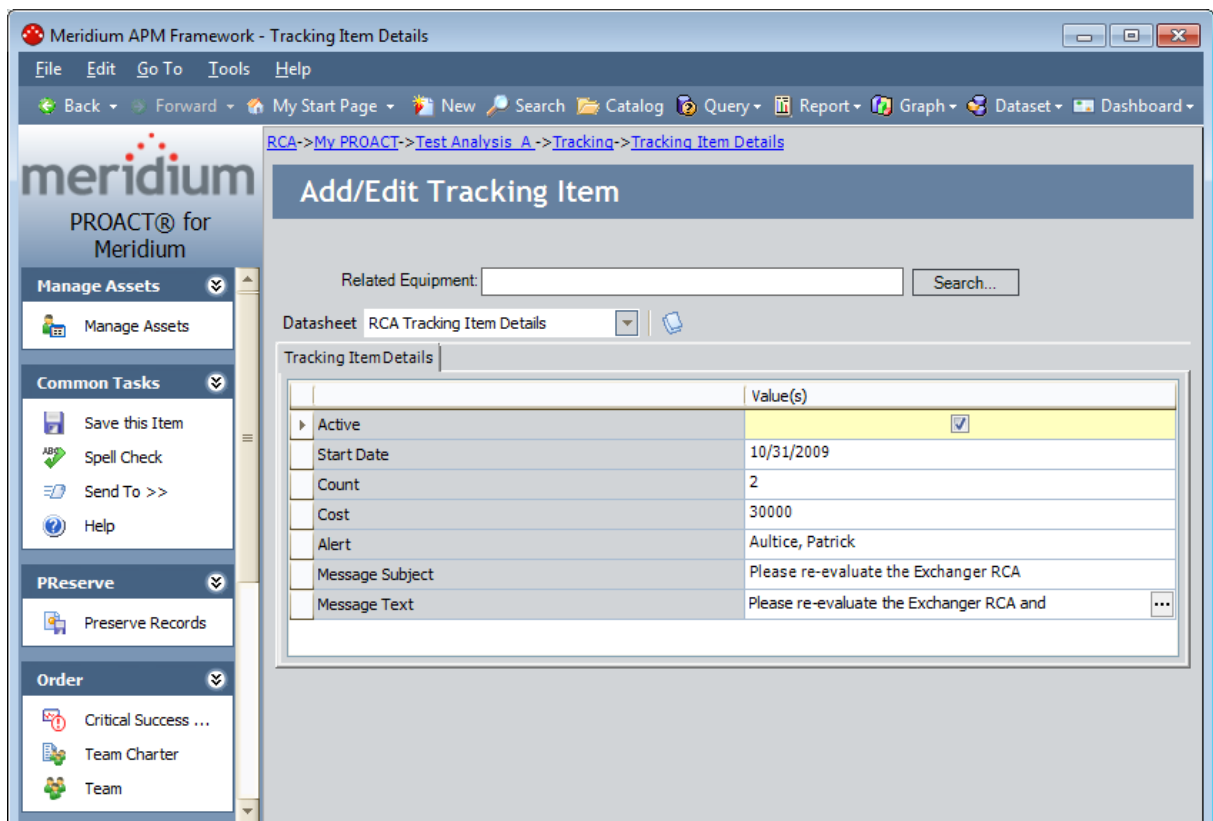 Meridium APM Framework - Tracking Item Details
File Edit Go To Tools Help
Back Forward My Start Page New Search Catalog Query Report Graph Dataset Dashboard
RCA->My PROACT->Test Analysis A ->Tracking->Tracking Item Details
meridium
PROACT® for
Meridium
Add/Edit Tracking Item
Manage Assets
Manage Assets
Common Tasks
Save this Item
ABC Spell Check
Send To >>
Help
PReserve
Preserve Records
Order
Critical Success ...
Team Charter
Team
Related Equipment: Search...
Datasheet RCA Tracking Item Details
Tracking Item Details
Value(s)
Active
Start Date 10/31/2009
Count 2
Cost 30000
Alert Aultice, Patrick
Message Subject Please re-evaluate the Exchanger RCA
Message Text Please re-evaluate the Exchanger RCA and ...